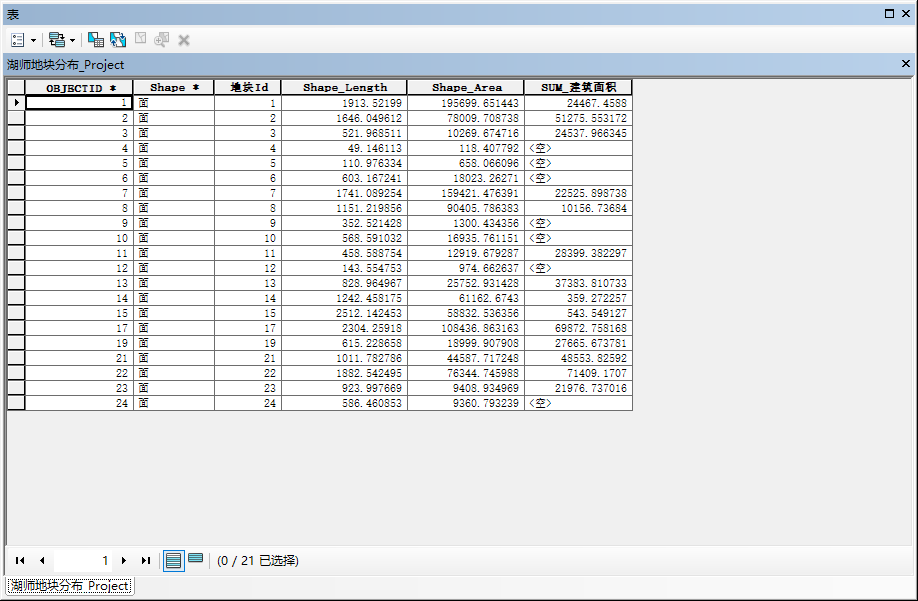 表
湖师地块分布_Project
OBJECTID * Shape * 地块Id Shape_Length Shape_Area SUM_建筑面积
1 面 1 1913.52199 195699.651443 24467.4588
2 面 2 1646.049612 78009.708738 51275.553172
3 面 3 521.968511 10269.674716 24537.966345
4 面 4 49.146113 118.407792 <空>
5 面 5 110.976334 658.066096 <空>
6 面 6 603.167241 18023.26271 <空>
7 面 7 1741.089254 159421.476391 22525.898738
8 面 8 1151.219856 90405.786383 10156.73684
9 面 9 352.521428 1300.434356 <空>
10 面 10 568.591032 16935.761151 <空>
11 面 11 458.588754 12919.679287 28399.382297
12 面 12 143.554753 974.662637 <空>
13 面 13 828.964967 25752.931428 37383.810733
14 面 14 1242.458175 61162.6743 359.272257
15 面 15 2512.142453 58832.536356 543.549127
17 面 17 2304.25918 108436.863163 69872.758168
19 面 19 615.228658 18999.907908 27665.673781
21 面 21 1011.782786 44587.717248 48553.82592
22 面 22 1882.542495 76344.745988 71409.1707
23 面 23 923.997669 9408.934969 21976.737016
24 面 24 586.460853 9360.793239 <空>
1 (0 / 21 已选择)
湖师地块分布_Project